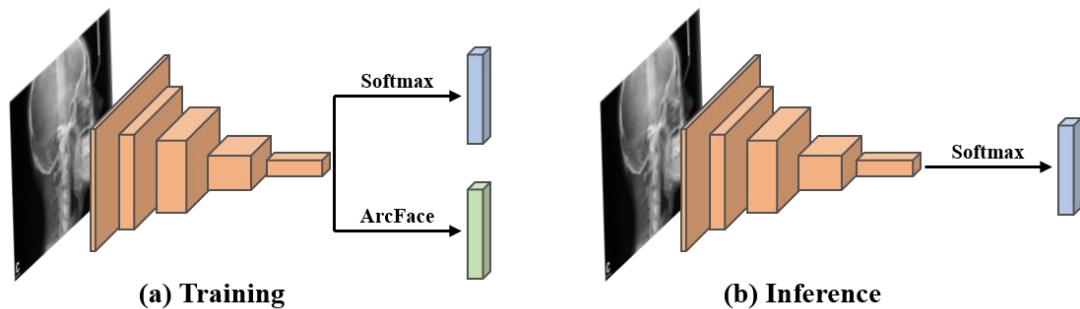 Softmax
ArcFace
C
(a) Training
Softmax
C
(b) Inference